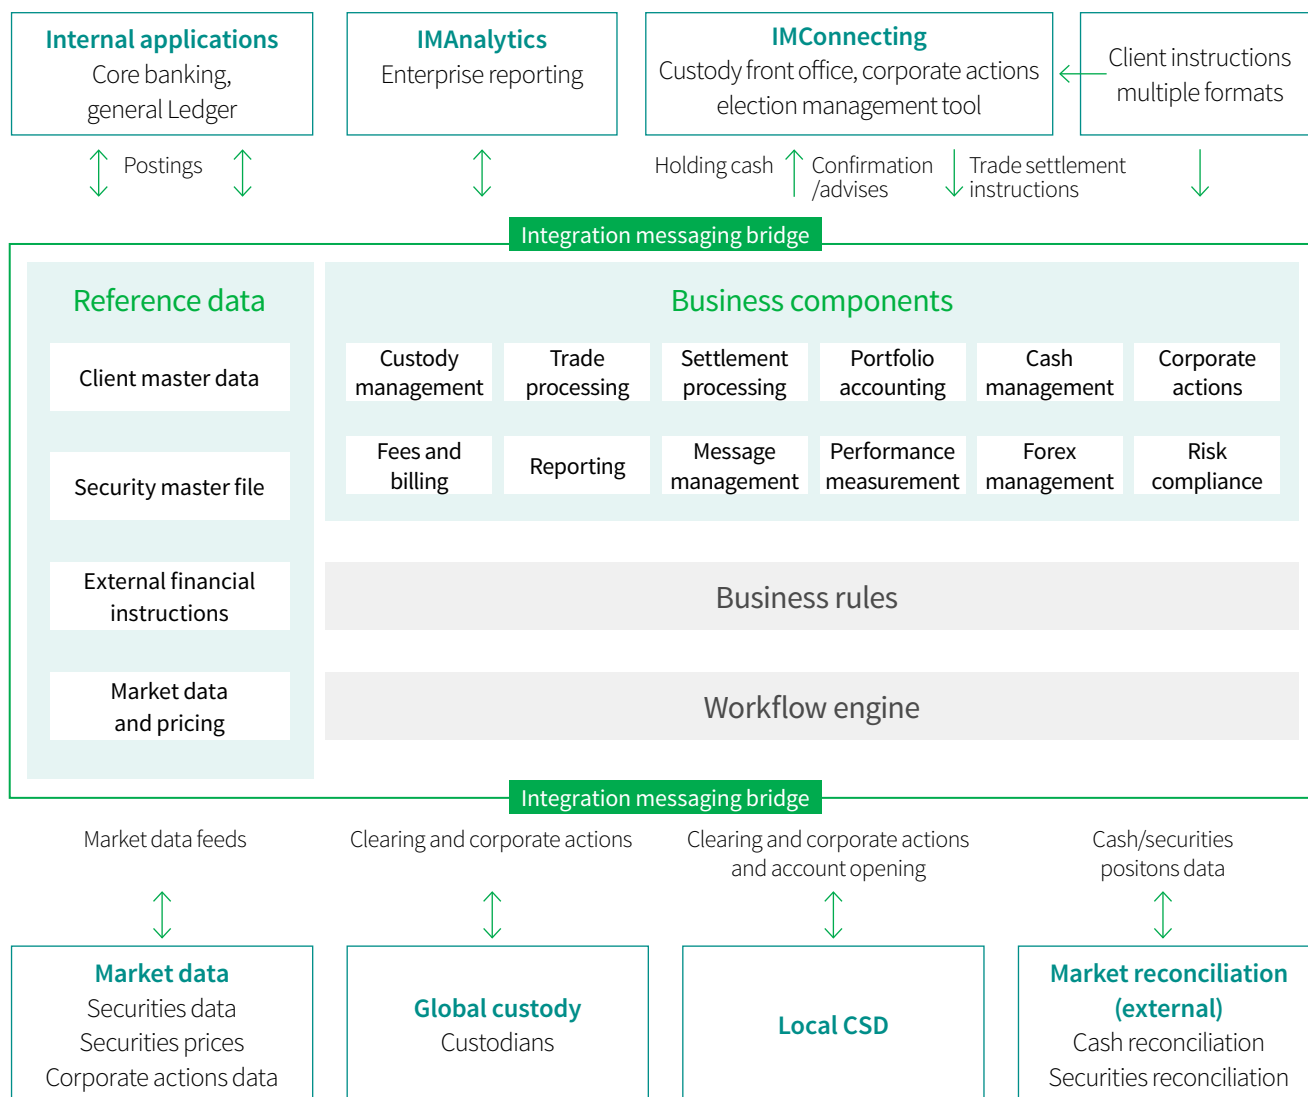 Internal applications
Core banking,
general Ledger
IMAnalytics
Enterprise reporting
IMConnecting
Custody front office, corporate actions
election management tool
Client instructions
multiple formats
Postings
Holding cash
Confirmation
/advises
Trade settlement
instructions
Integration messaging bridge
Reference data
Client master data
Security master file
External financial
instructions
Market data
and pricing
Business components
Custody
management
Trade
processing
Settlement
processing
Portfolio
accounting
Cash
management
Corporate
actions
Fees and
billing
Reporting
Message
management
Performance
measurement
Forex
management
Risk
compliance
Business rules
Workflow engine
Integration messaging bridge
Market data feeds
Clearing and corporate actions
Clearing and corporate actions
and account opening
Cash/securities
positons data
Market data
Securities data
Securities prices
Corporate actions data
Global custody
Custodians
Local CSD
Market reconciliation
(external)
Cash reconciliation
Securities reconciliation